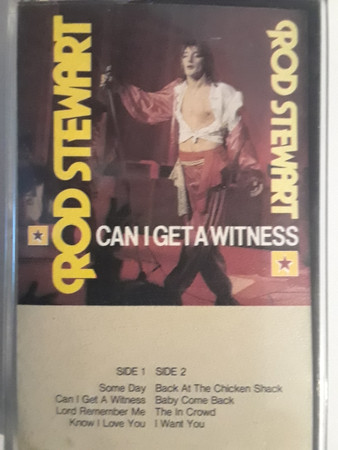 ROD STEWART
ROD STEWART
CAN I GET A WITNESS
SIDE 1 SIDE 2
Some Day Back At The Chicken Shack
Can I Get A Witness Baby Come Back
Lord Remember Me The In Crowd
Know I Love You I Want You